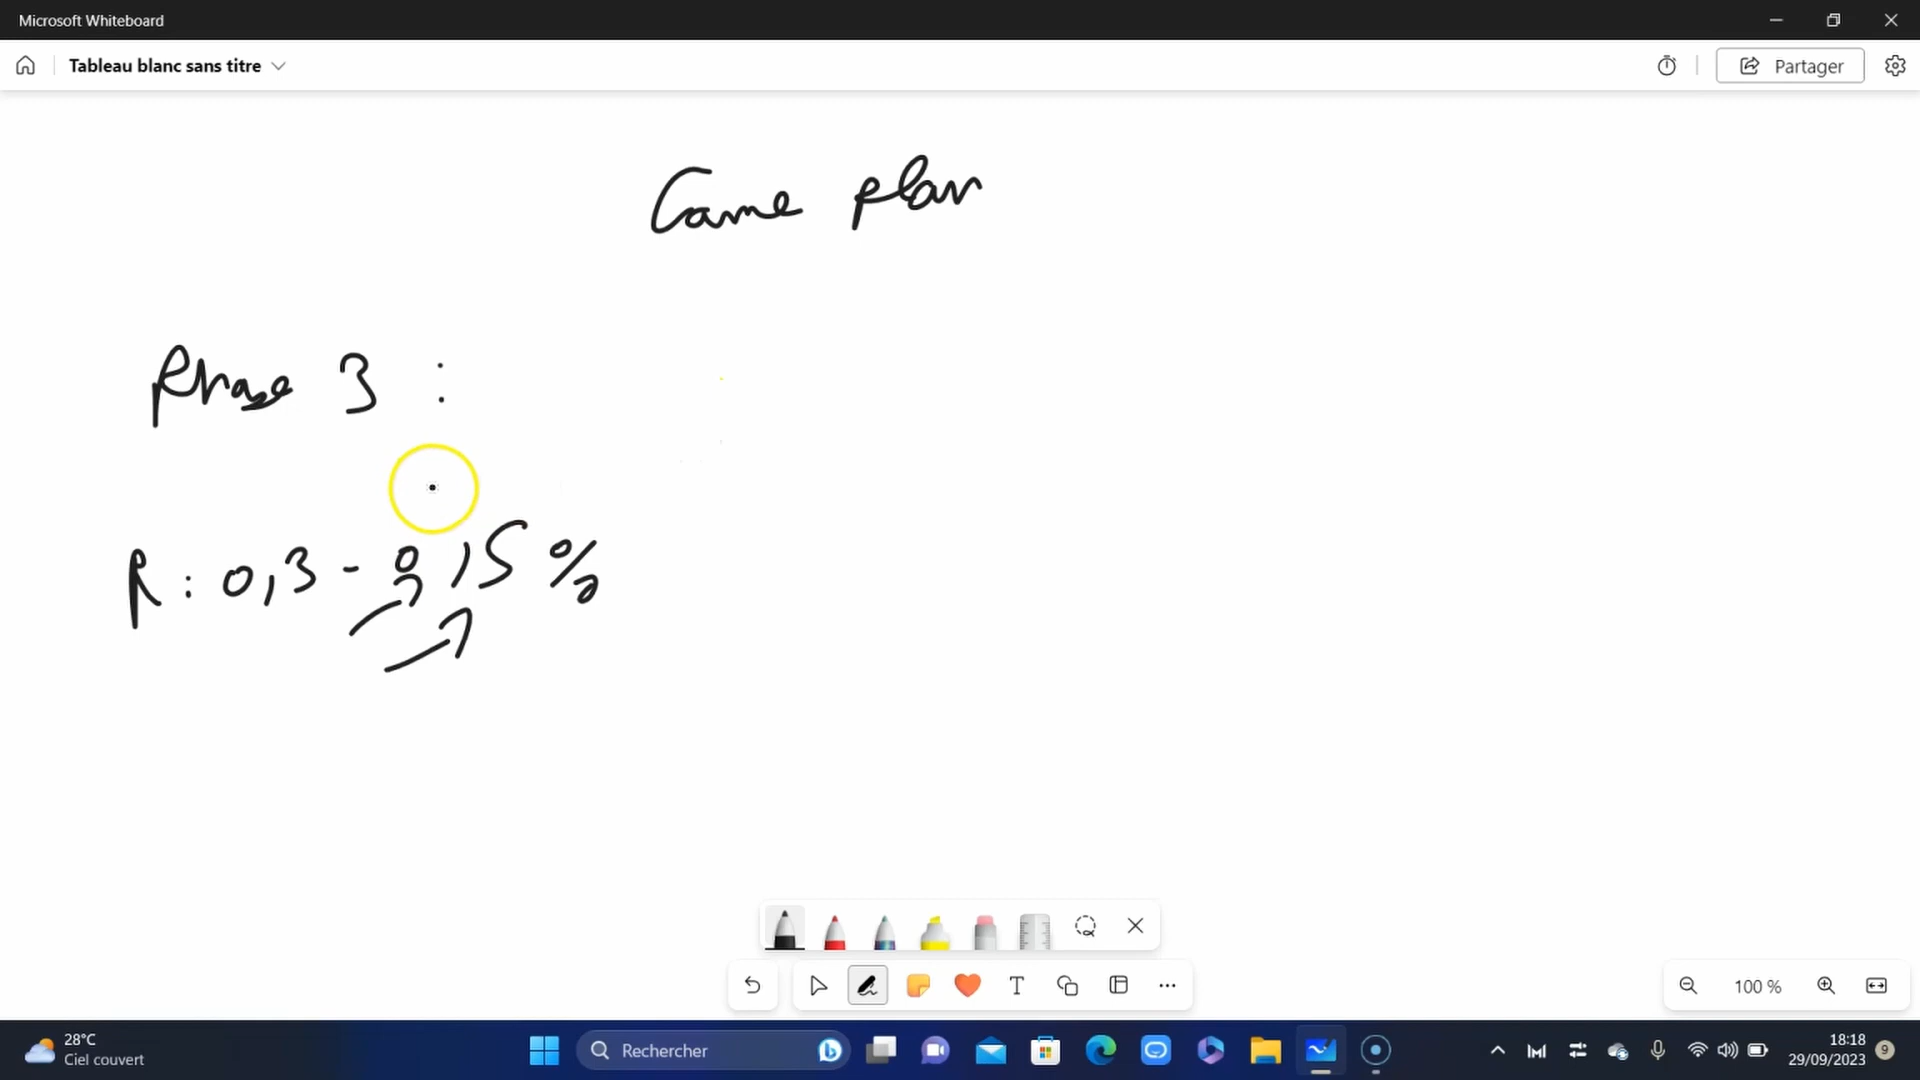 Microsoft Whiteboard
Tableau blanc sans titre
Partager
Game plan
Phase 3 :
R : 0,3 - 0,15 %
100 %
28°C
Ciel couvert
Rechercher
18:18
29/09/2023
9